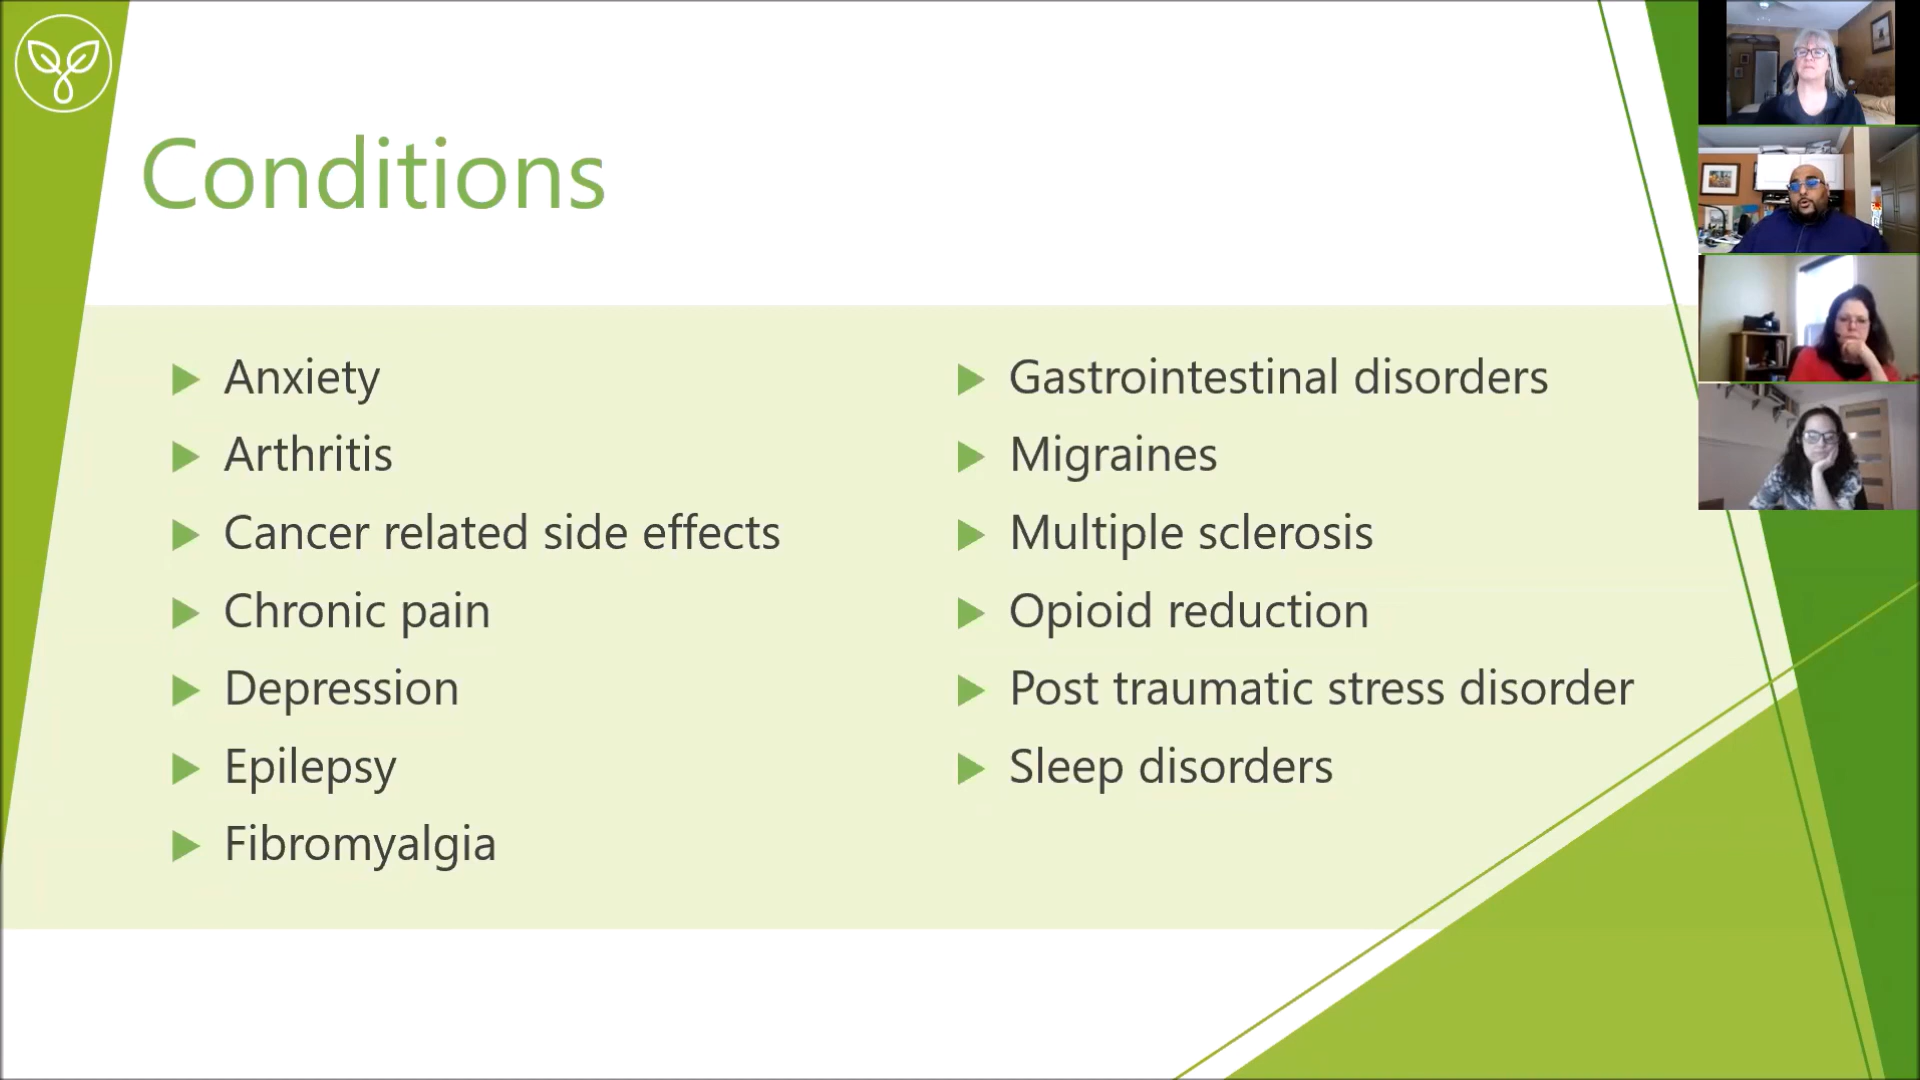 Conditions
Anxiety
Arthritis
Cancer related side effects
Chronic pain
Depression
Epilepsy
Fibromyalgia
Gastrointestinal disorders
Migraines
Multiple sclerosis
Opioid reduction
Post traumatic stress disorder
Sleep disorders